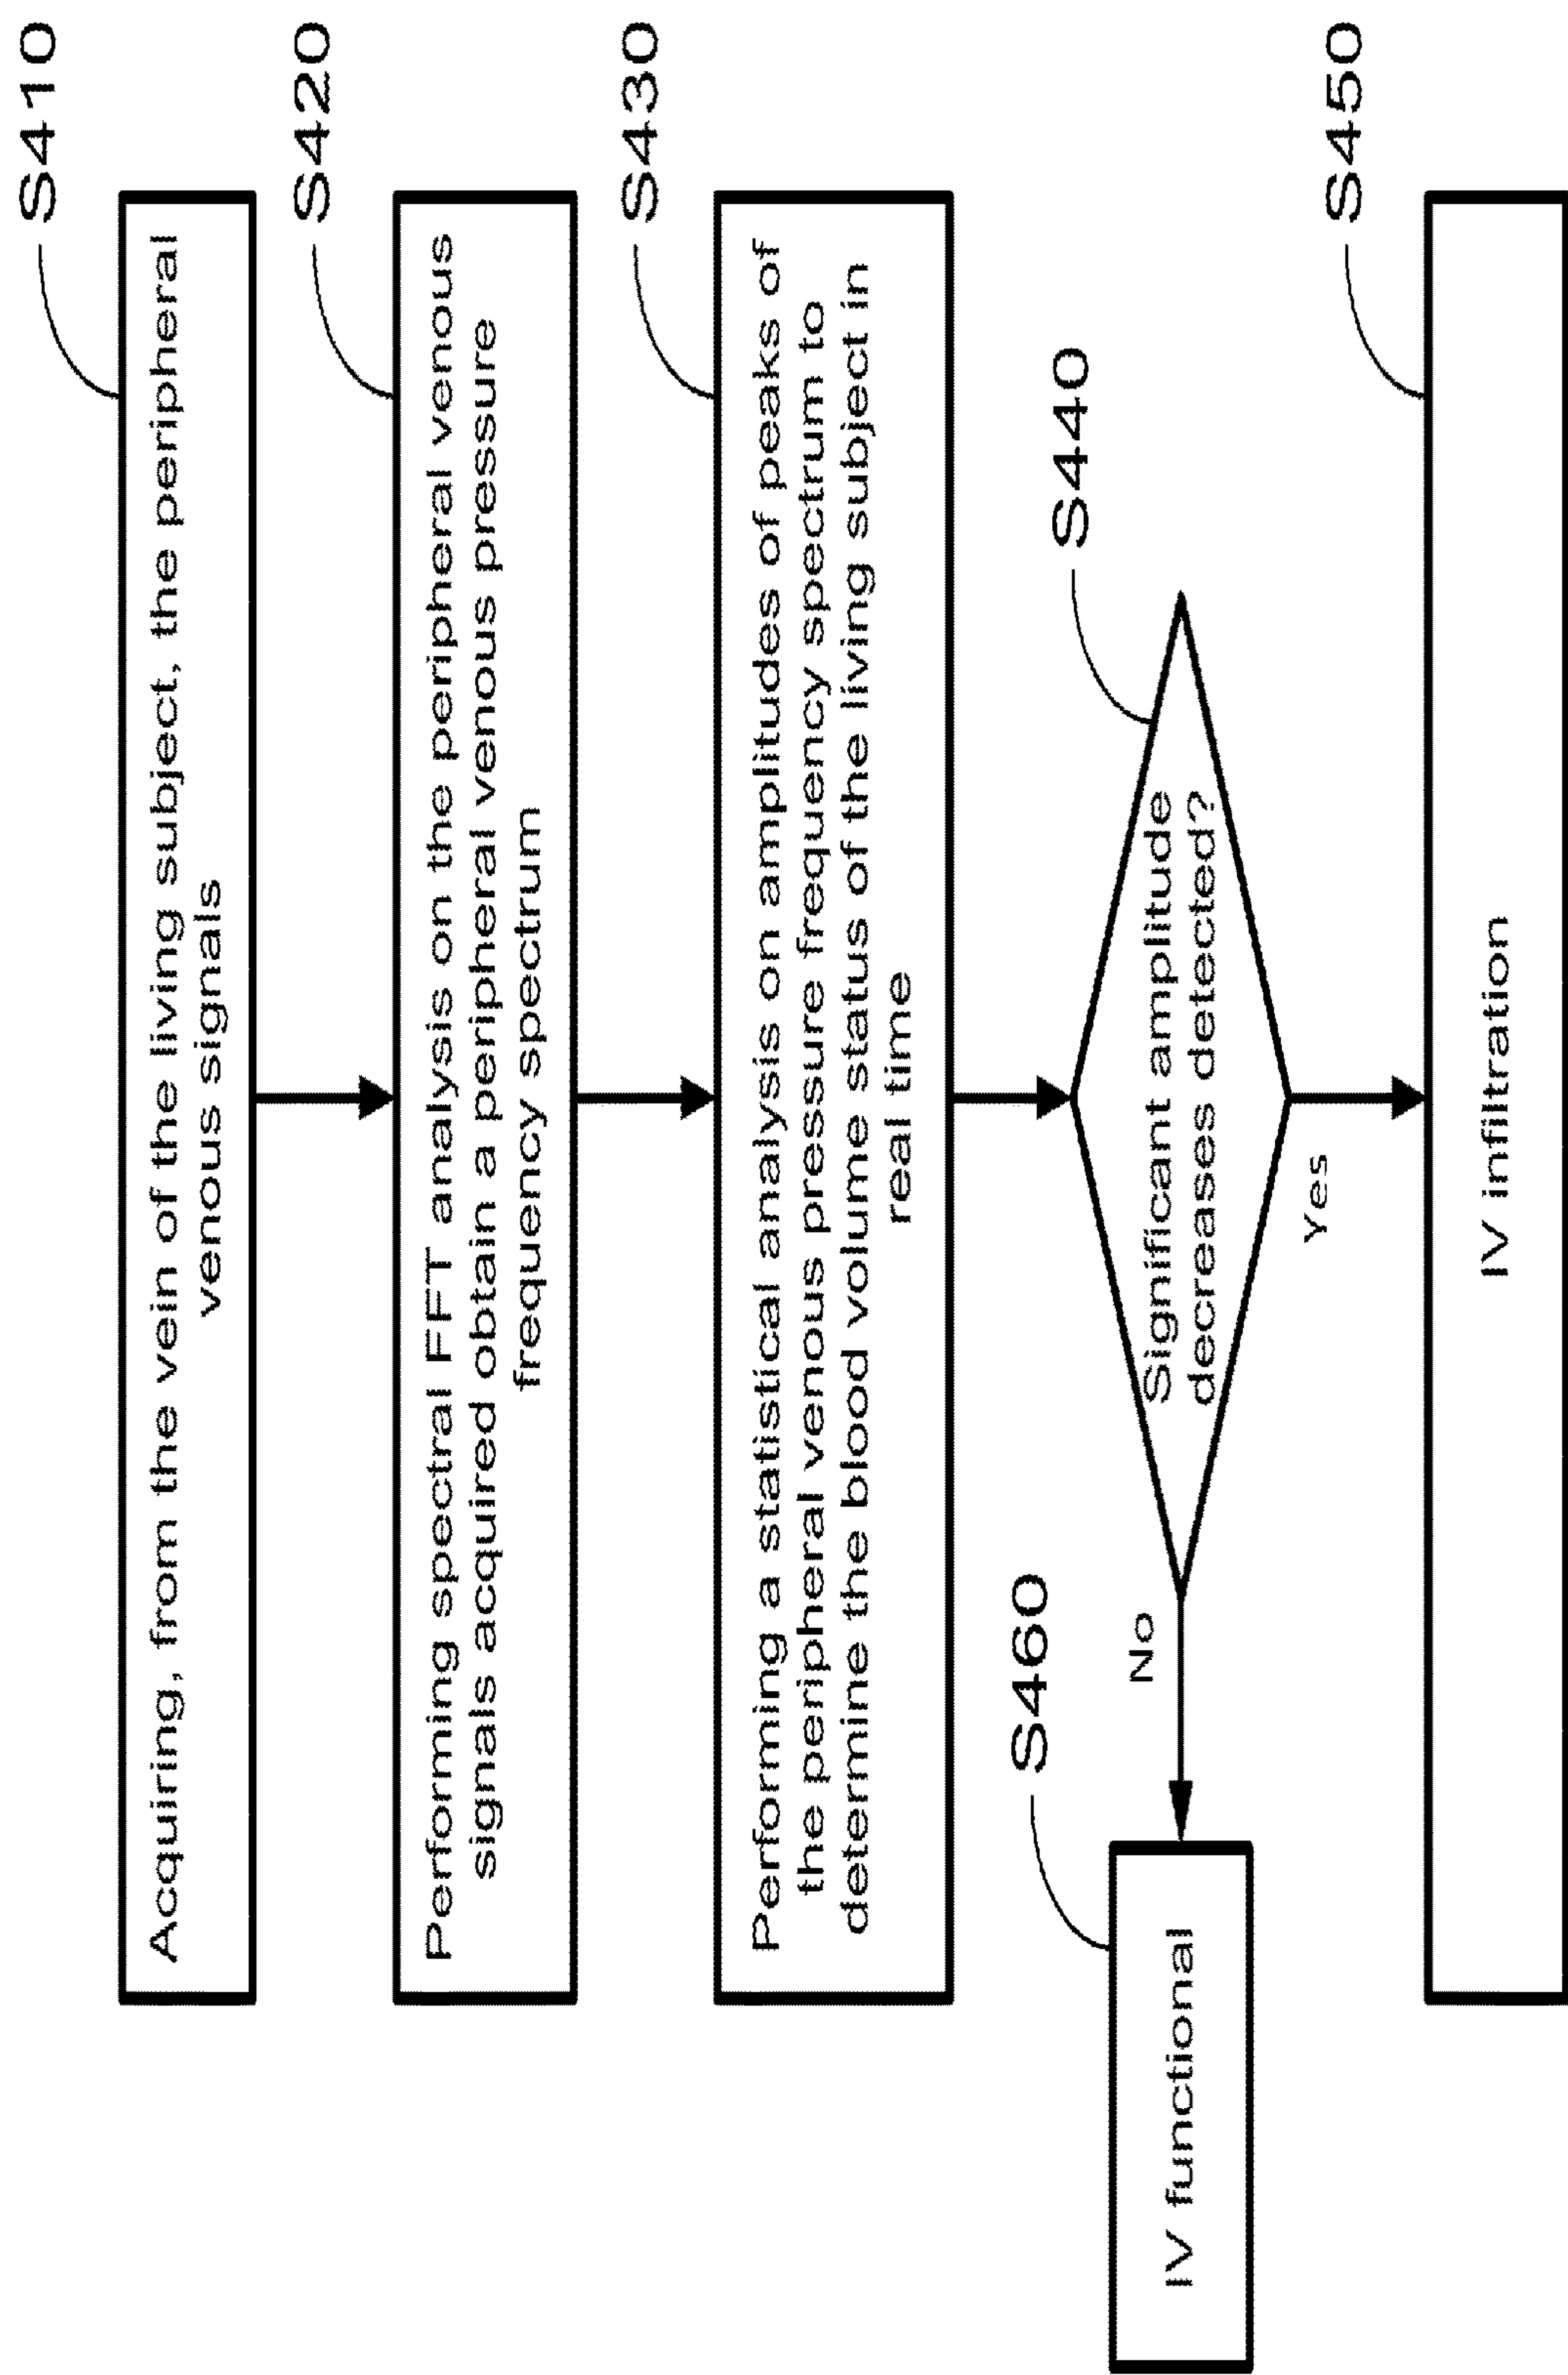 S410
Acquiring, from the vein of the living subject, the peripheral
venous signals
S420
Performing spectral FFT analysis on the peripheral venous
signals acquired obtain a peripheral venous pressure
frequency spectrum
S430
Performing a statistical analysis on amplitudes of peaks of
the peripheral venous pressure frequency spectrum to
determine the blood volume status of the living subject in
real time
S440
Significant amplitude
decreases detected?
S460
No
IV functional
Yes
S450
IV infiltration